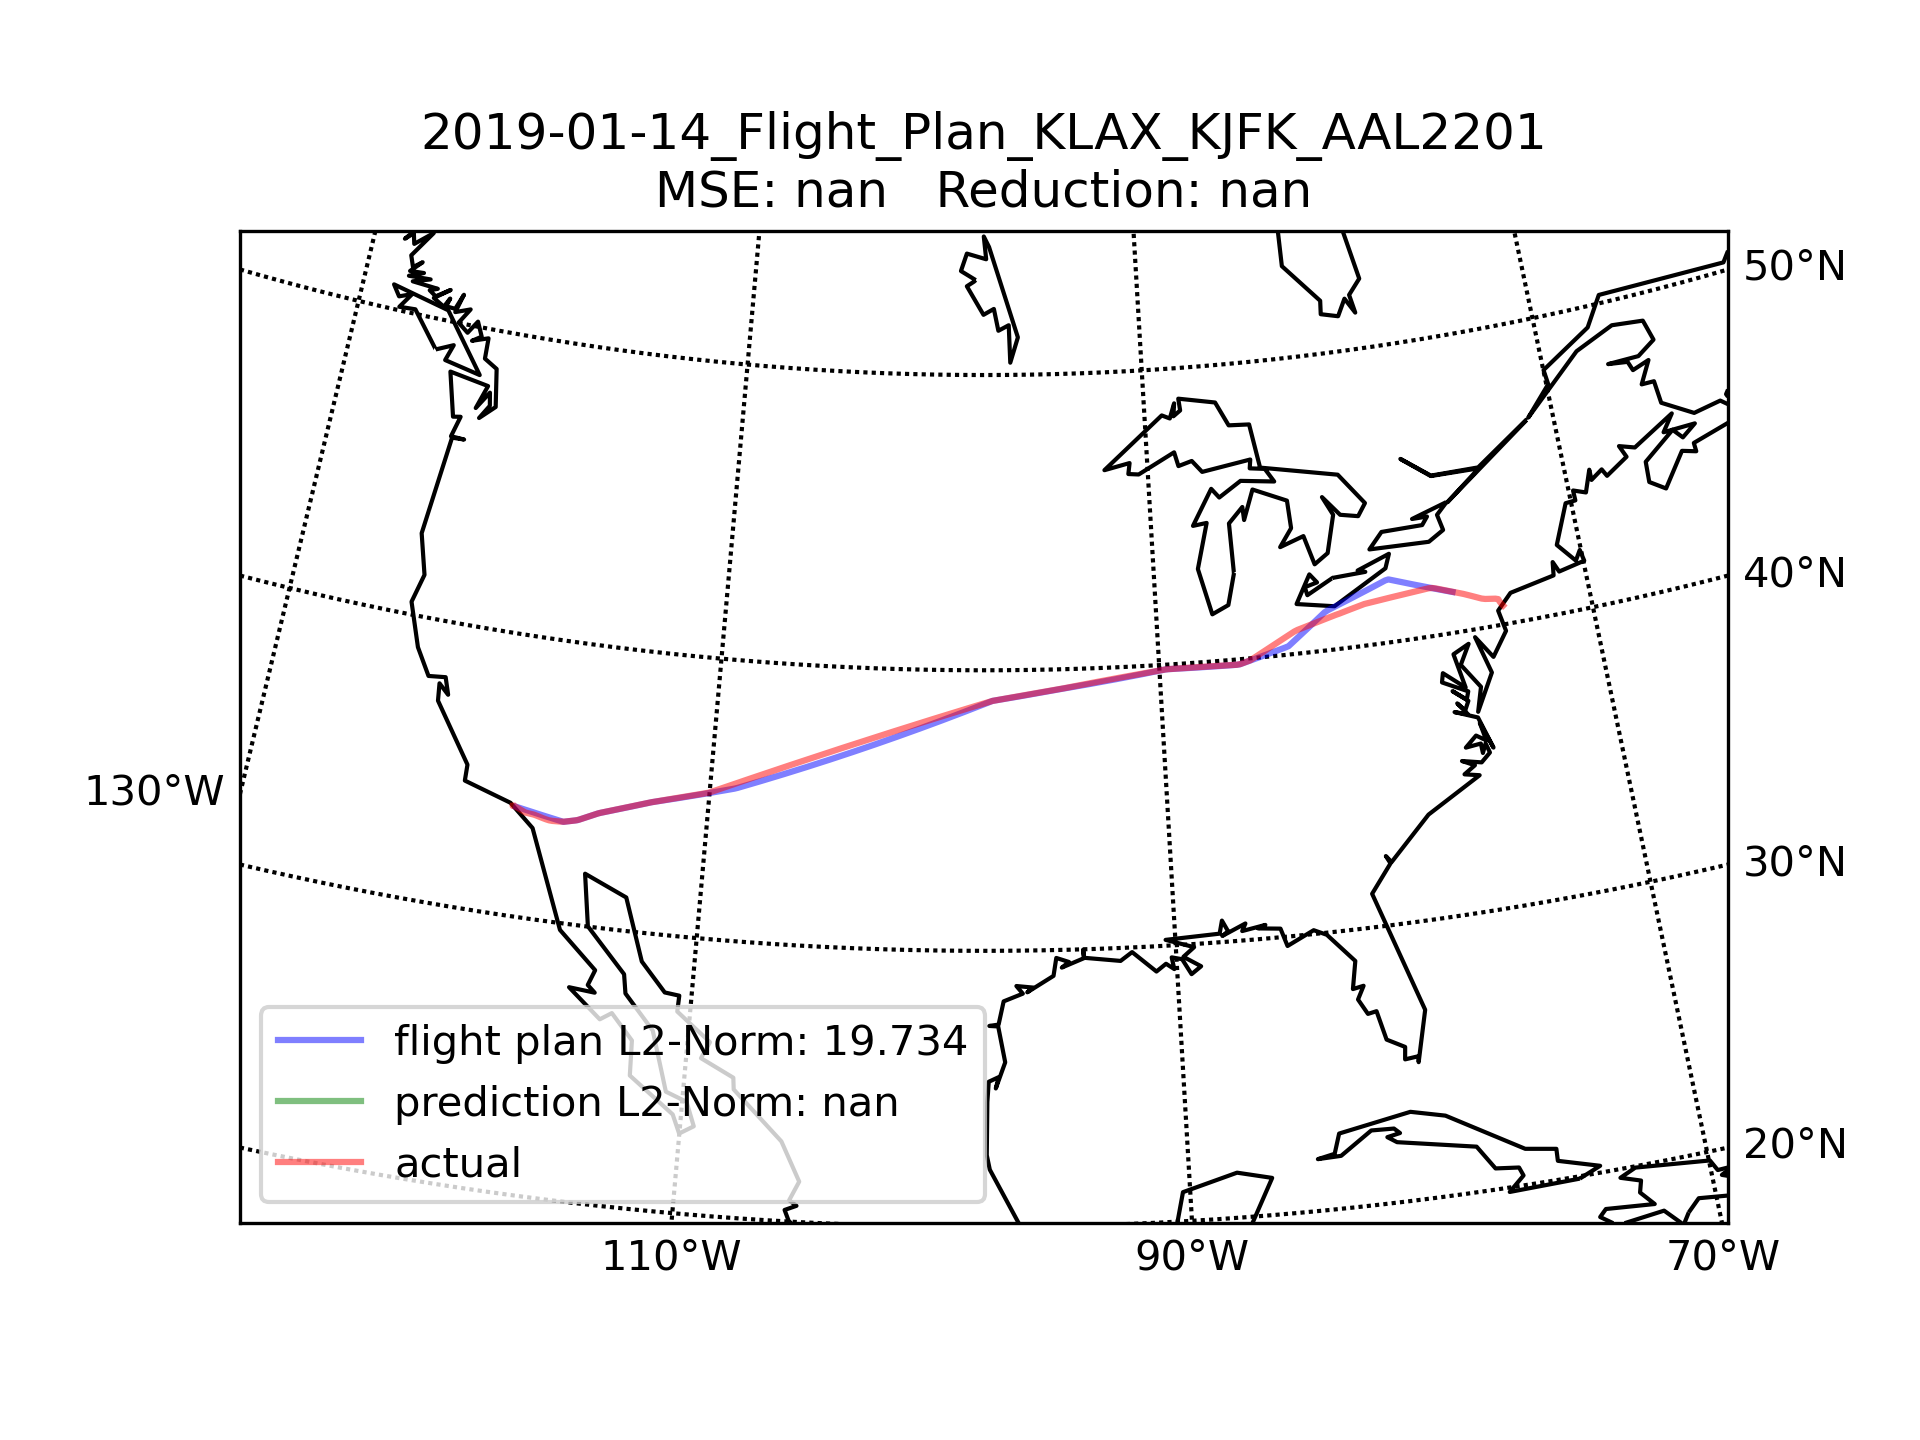 2019-01-14_Flight_Plan_KLAX_KJFK_AAL2201
MSE: nan   Reduction: nan
50°N
40°N
130°W
30°N
flight plan L2-Norm: 19.734
prediction L2-Norm: nan
20°N
actual
110°W
90°W
70°W